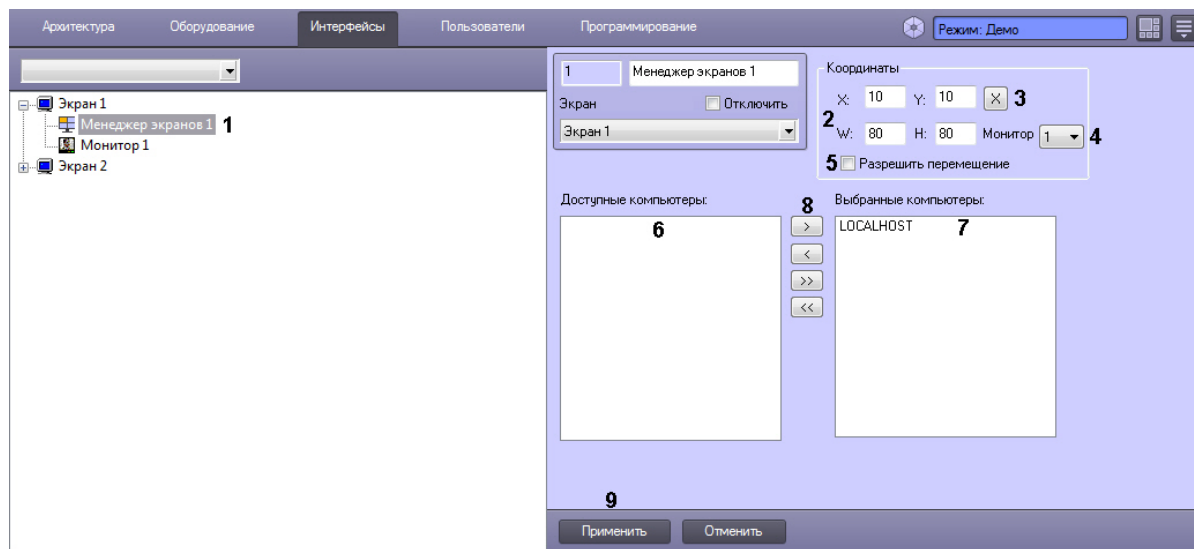 Архитектура Оборудование Интерфейсы Пользователи Программирование Режим: Демо
Экран 1
Менеджер экранов 1 1
Монитор 1
Экран 2
1 Менеджер экранов 1
Экран Отключить
Экран 1
Координаты
X: 10 Y: 10 X 3
2
W: 80 H: 80 Монитор 1 4
5 Разрешить перемещение
Доступные компьютеры: 8 Выбранные компьютеры:
6 > LOCALHOST 7
<
>>
<<
9
Применить Отменить